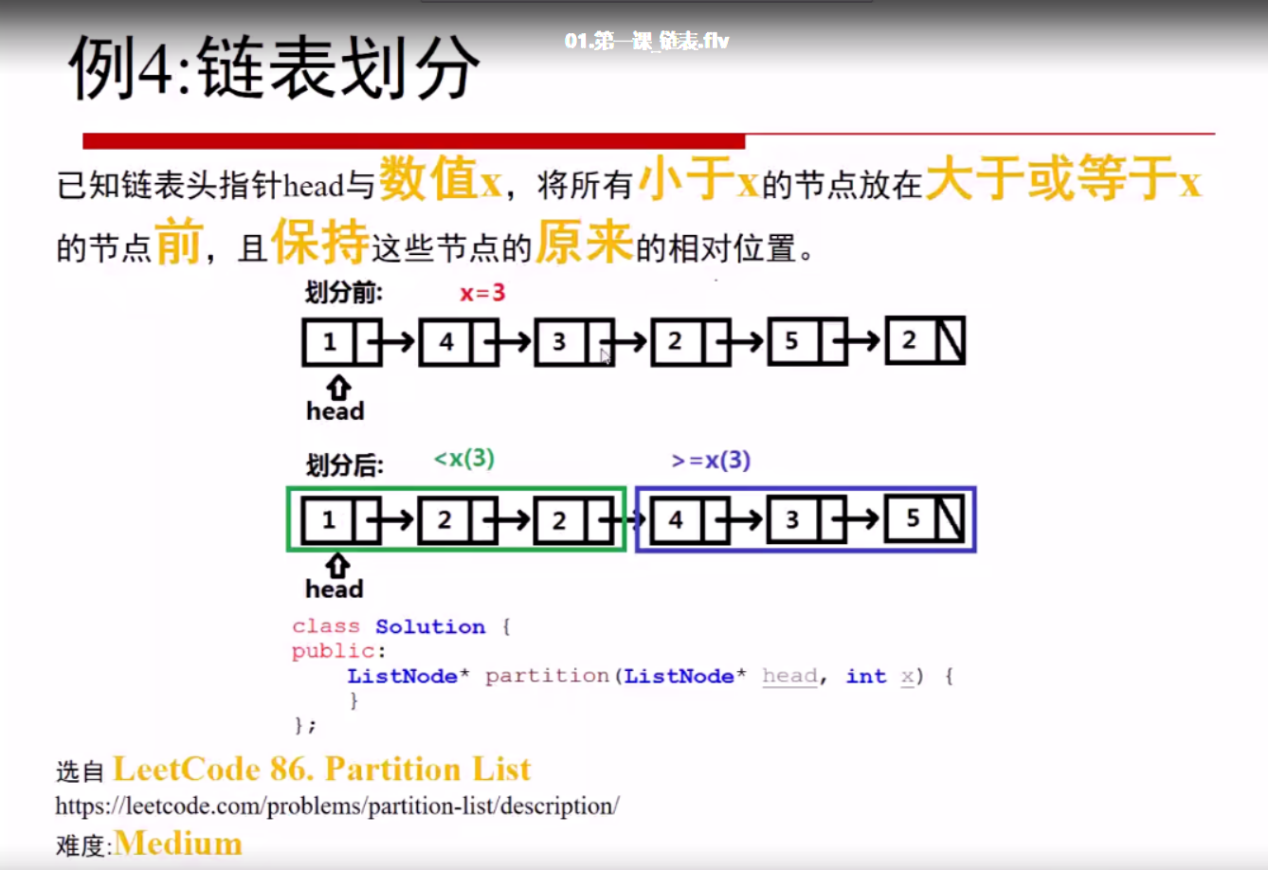 01.第一课_链表.flv
例4:链表划分
已知链表头指针head与数值x，将所有小于x的节点放在大于或等于x
的节点前，且保持这些节点的原来的相对位置。
划分前: x=3
1 4 3 2 5 2
head
划分后: <x(3) >=x(3)
1 2 2 4 3 5
head
class Solution {
public:
ListNode* partition(ListNode* head, int x) {
}
};
选自 LeetCode 86. Partition List
https://leetcode.com/problems/partition-list/description/
难度:Medium